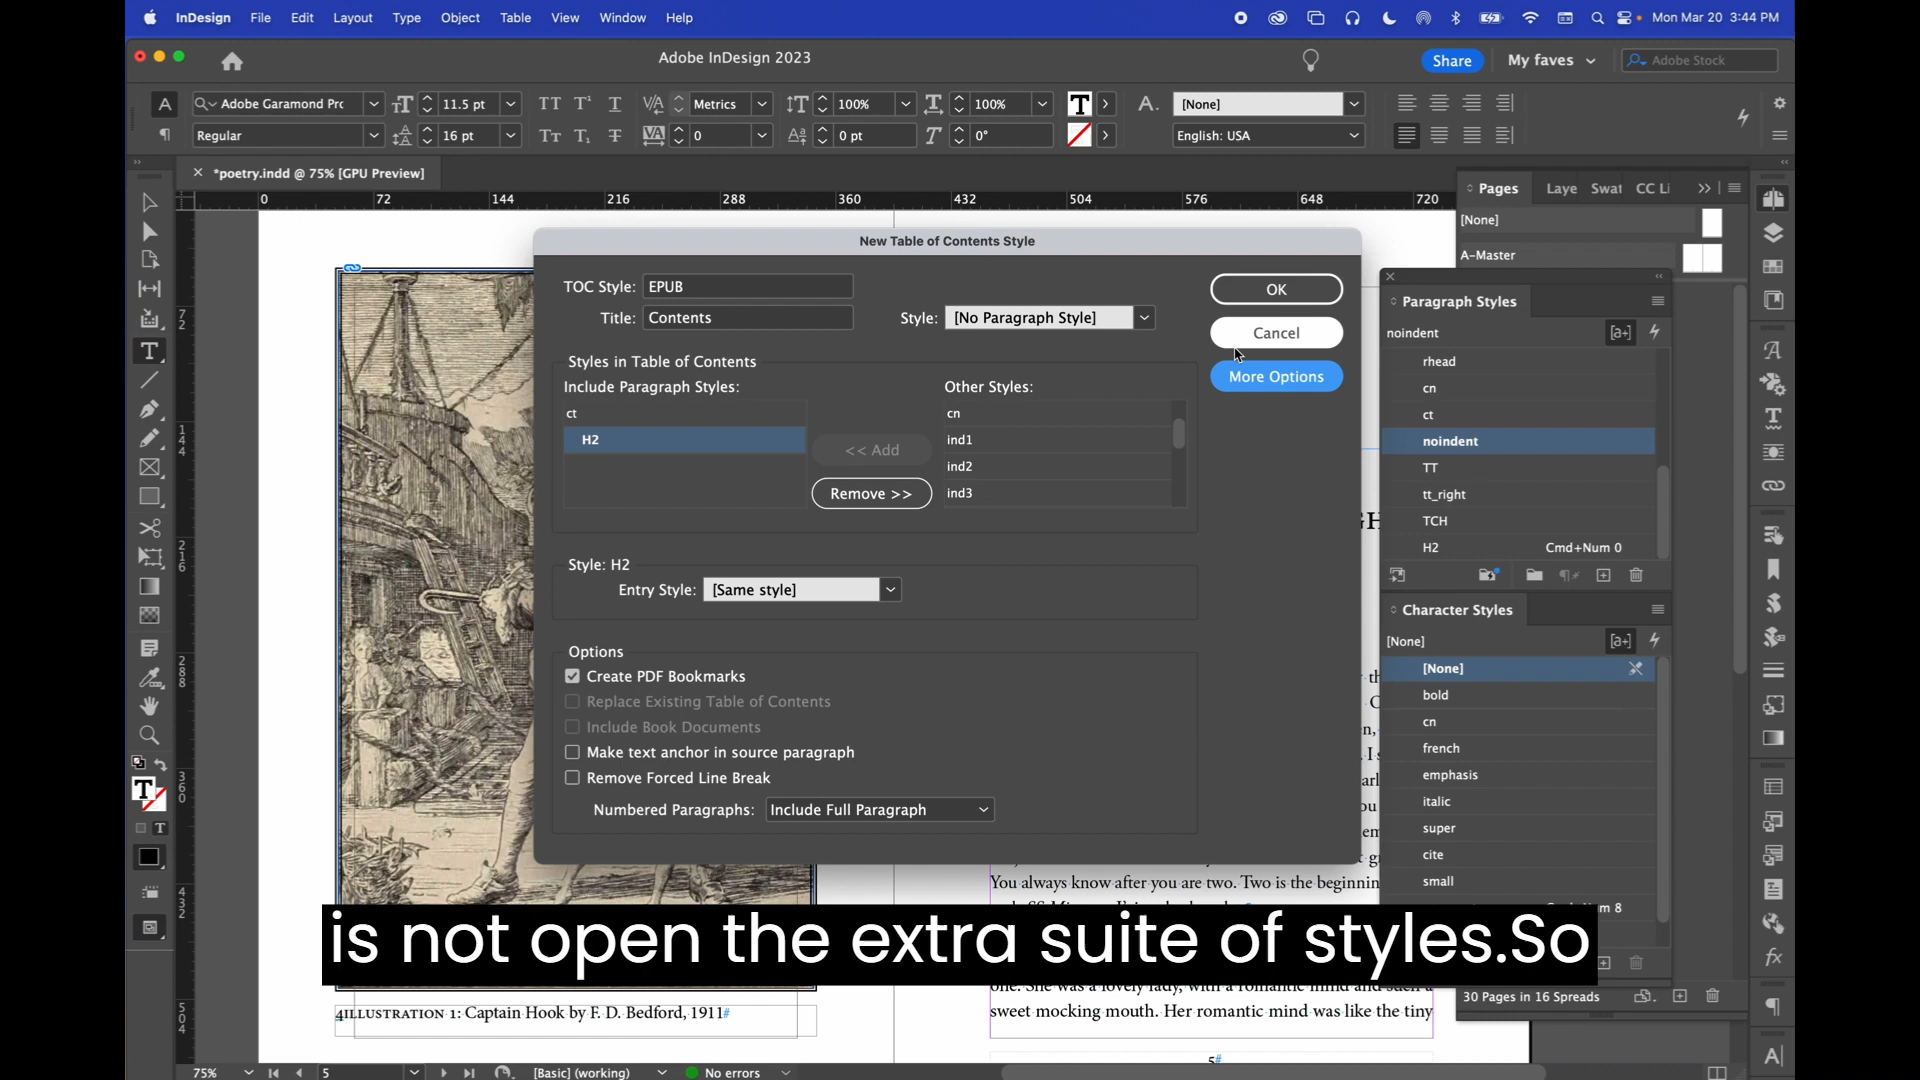 InDesign File Edit Layout Type Object Table View Window Help Mon Mar 20 3:44 PM
Adobe InDesign 2023 Share My faves Adobe Stock
Adobe Garamond Prc 11.5 pt Metrics 100% 100% [None]
Regular 16 pt 0 0 pt 0° English: USA
*poetry.indd @ 75% [GPU Preview]
0 72 144 216 288 360 432 504 576 648 720
Pages Laye Swat CC Li
[None]
A-Master
New Table of Contents Style
TOC Style: EPUB
Title: Contents
Style: [No Paragraph Style]
OK
Cancel
More Options
Styles in Table of Contents
Include Paragraph Styles:
ct
H2
<< Add
Remove >>
Other Styles:
cn
ind1
ind2
ind3
Style: H2
Entry Style: [Same style]
Options
Create PDF Bookmarks
Replace Existing Table of Contents
Include Book Documents
Make text anchor in source paragraph
Remove Forced Line Break
Numbered Paragraphs: Include Full Paragraph
Paragraph Styles
noindent [a+]
rhead
cn
ct
noindent
TT
tt_right
TCH
H2 Cmd+Num 0
Character Styles
[None] [a+]
[None]
bold
cn
french
emphasis
italic
super
cite
small
You always know after you are two. Two is the beginnin
is not open the extra suite of styles.So
30 Pages in 16 Spreads
4ILLUSTRATION 1: Captain Hook by F. D. Bedford, 1911#
sweet mocking mouth. Her romantic mind was like the tiny
5#
75% 5 [Basic] (working) No errors